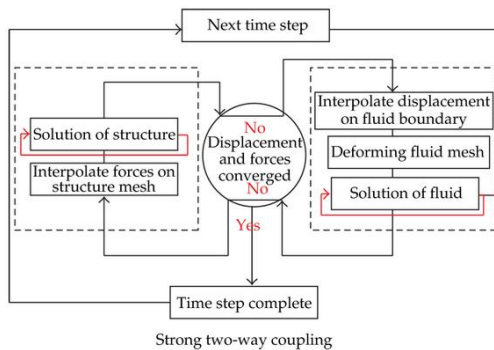 Next time step
Solution of structure
Interpolate forces on
structure mesh
No
Displacement
and forces
converged
No
Yes
Interpolate displacement
on fluid boundary
Deforming fluid mesh
Solution of fluid
Time step complete
Strong two-way coupling